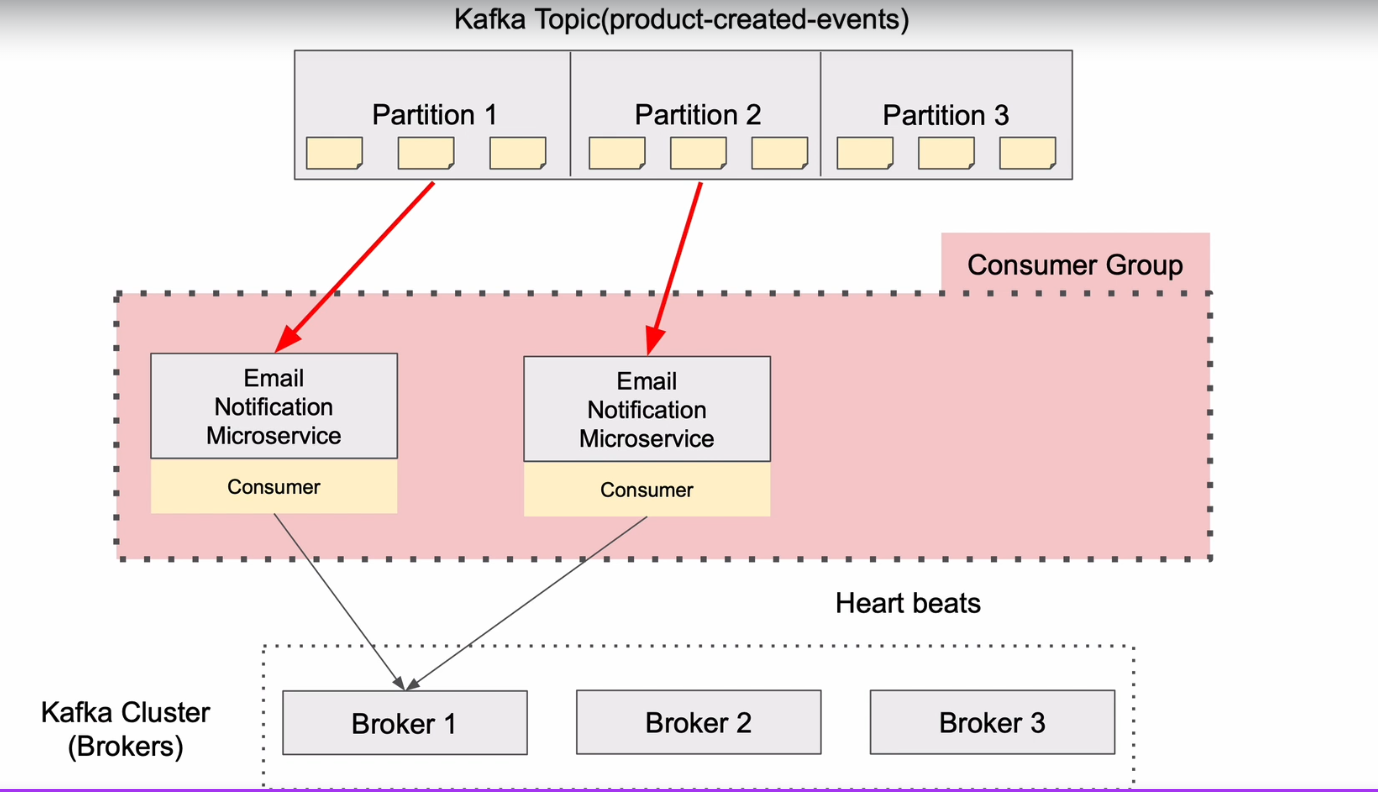 Kafka Topic(product-created-events)
Partition 1
Partition 2
Partition 3
Consumer Group
Email
Notification
Microservice
Consumer
Email
Notification
Microservice
Consumer
Heart beats
Kafka Cluster
(Brokers)
Broker 1
Broker 2
Broker 3